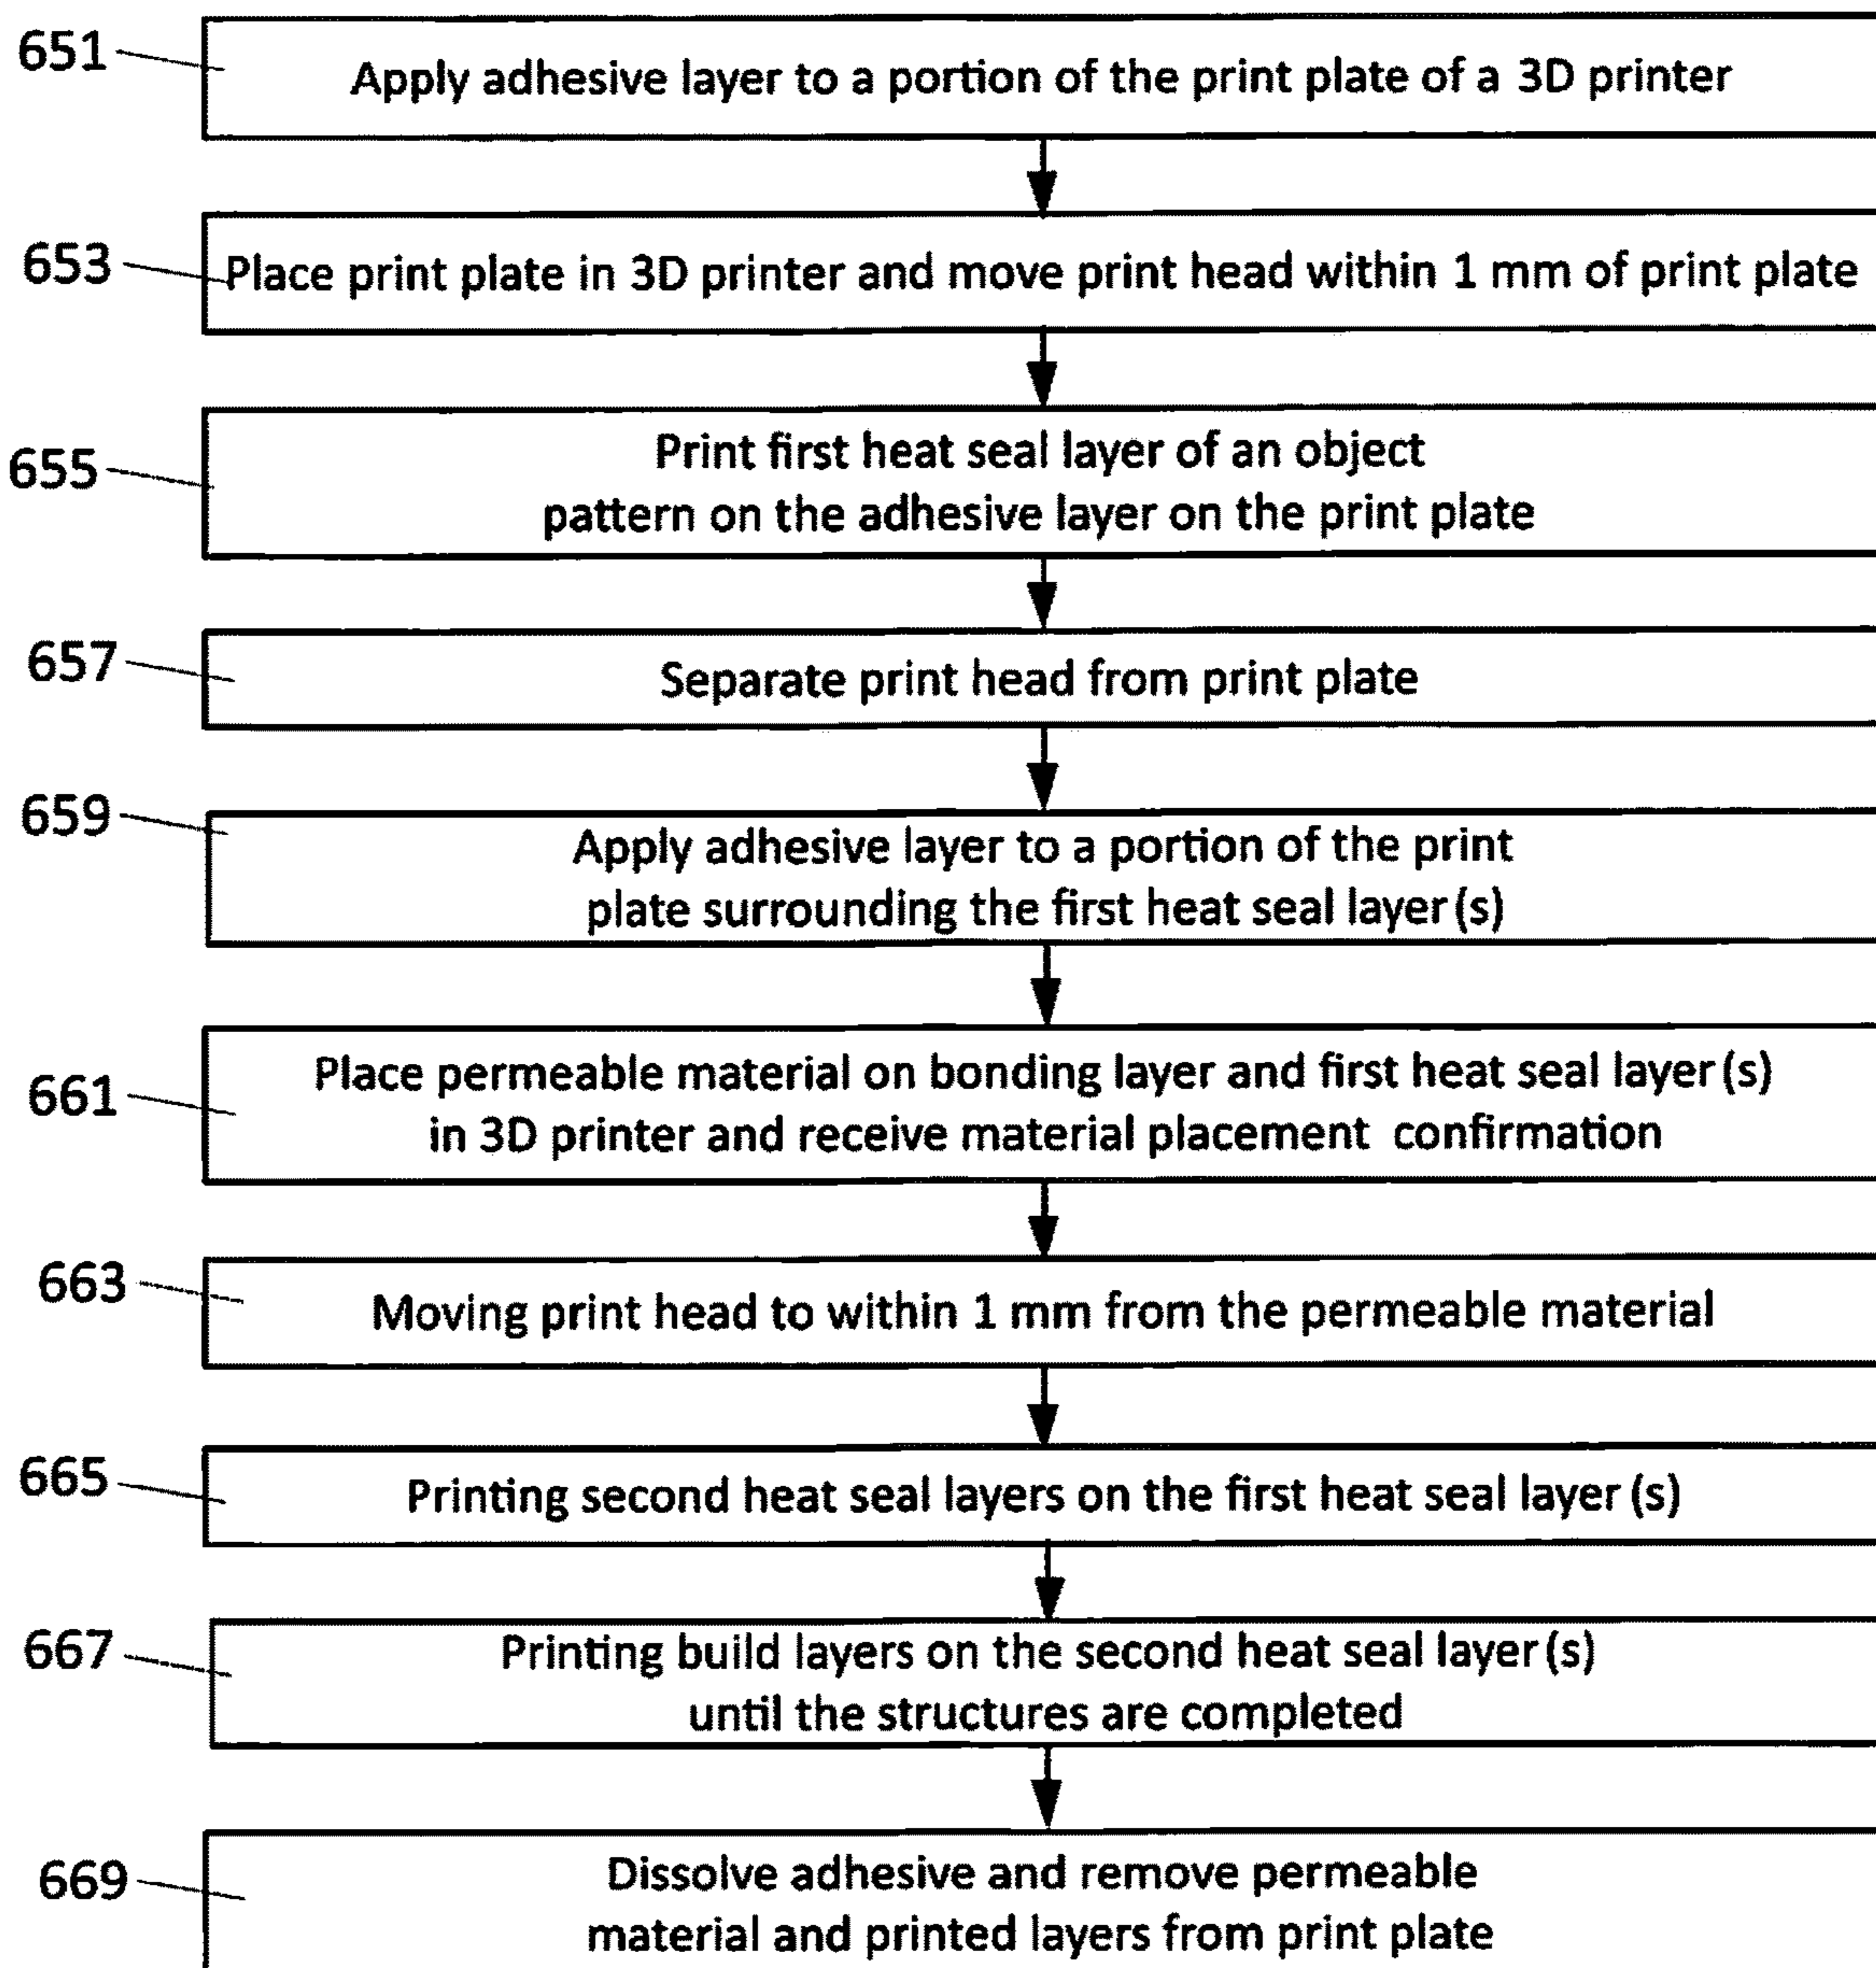 651
Apply adhesive layer to a portion of the print plate of a 3D printer
653
Place print plate in 3D printer and move print head within 1 mm of print plate
655
Print first heat seal layer of an object
pattern on the adhesive layer on the print plate
657
Separate print head from print plate
659
Apply adhesive layer to a portion of the print
plate surrounding the first heat seal layer(s)
661
Place permeable material on bonding layer and first heat seal layer(s)
in 3D printer and receive material placement confirmation
663
Moving print head to within 1 mm from the permeable material
665
Printing second heat seal layers on the first heat seal layer(s)
667
Printing build layers on the second heat seal layer(s)
until the structures are completed
669
Dissolve adhesive and remove permeable
material and printed layers from print plate